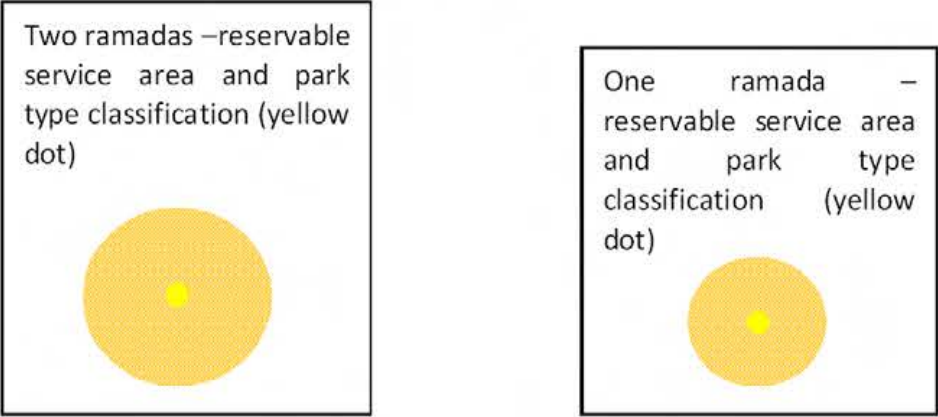 Two ramadas –reservable
service area and park
type classification (yellow
dot)
One ramada –
reservable service area
and park type
classification (yellow
dot)